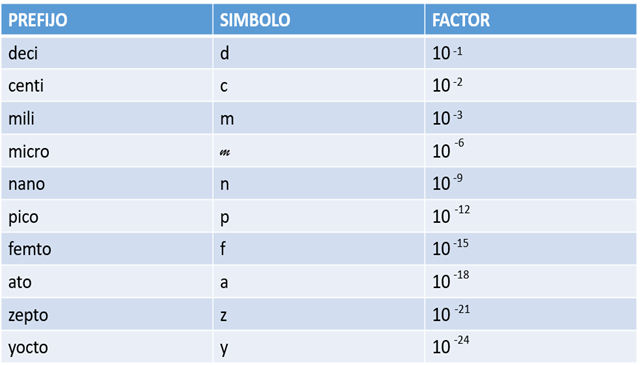 PREFIJO SIMBOLO FACTOR
deci d 10 -1
centi c 10 -2
mili m 10 -3
micro 𝓂 10 -6
nano n 10 -9
pico p 10 -12
femto f 10 -15
ato a 10 -18
zepto z 10 -21
yocto y 10 -24